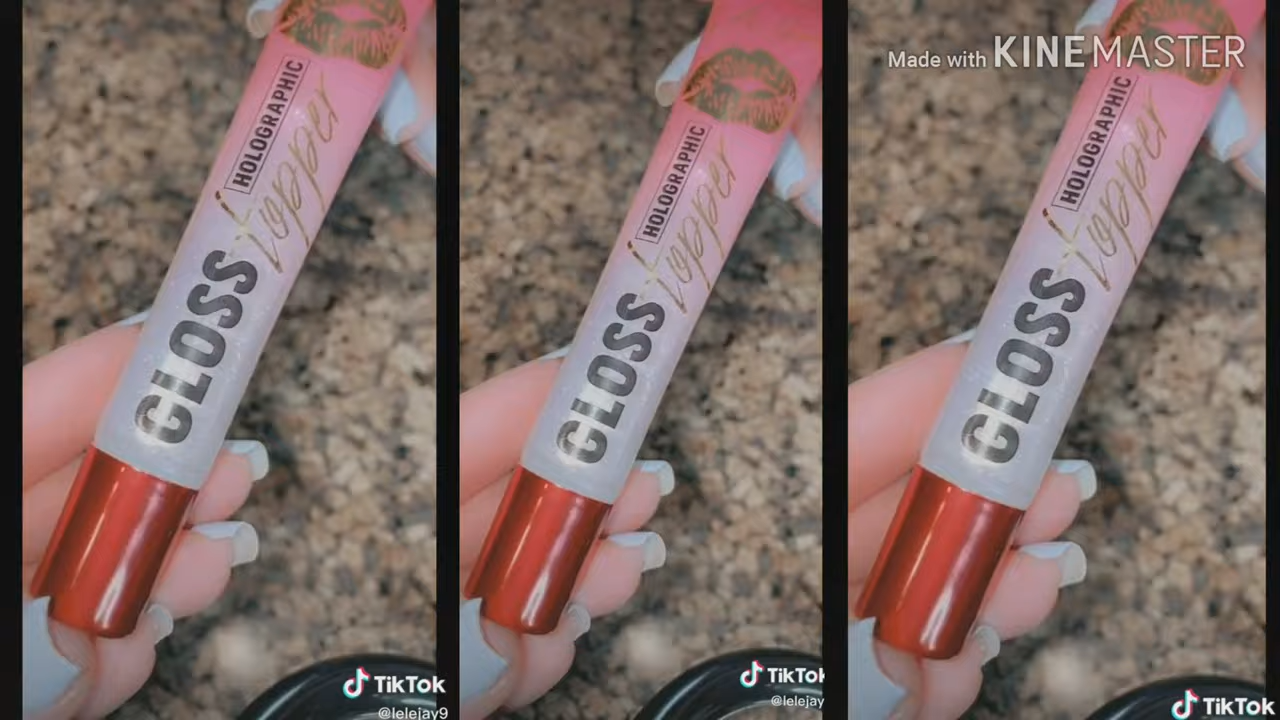 HOLOGRAPHIC
Topper
GLOSS
TikTok
@lelejay9
HOLOGRAPHIC
Topper
GLOSS
TikTok
@lelejay
Made with KINEMASTER
HOLOGRAPHIC
Topper
GLOSS
TikTok